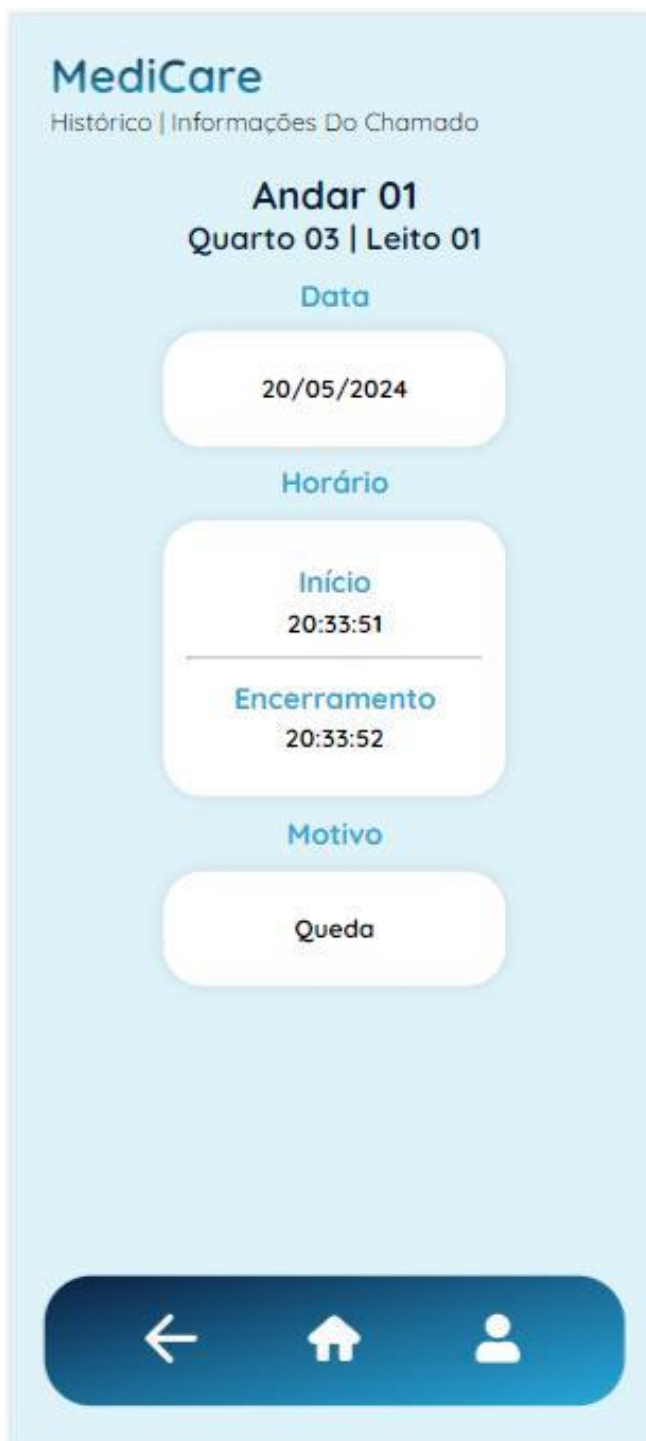 MediCare
Histórico | Informações Do Chamado
Andar 01
Quarto 03 | Leito 01
Data
20/05/2024
Horário
Início
20:33:51
Encerramento
20:33:52
Motivo
Queda